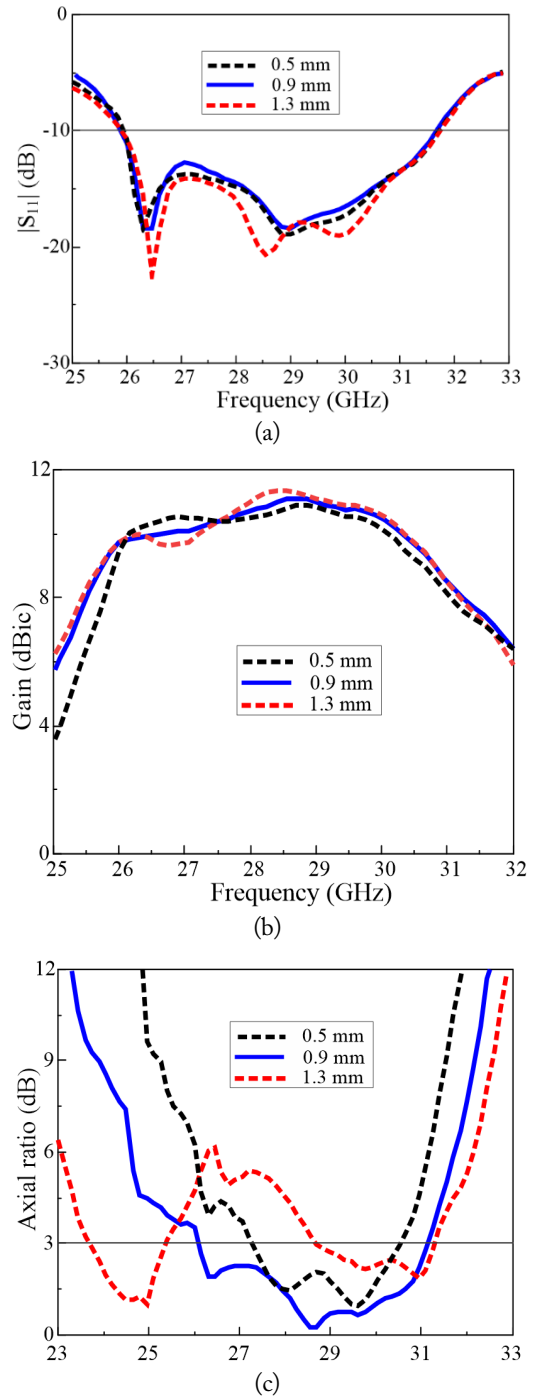 0
-10
-20
-30
|S11| (dB)
0.5 mm
0.9 mm
1.3 mm
25 26 27 28 29 30 31 32 33
Frequency (GHz)
(a)
12
8
4
0
Gain (dBic)
0.5 mm
0.9 mm
1.3 mm
25 26 27 28 29 30 31 32
Frequency (GHz)
(b)
12
9
6
3
0
Axial ratio (dB)
0.5 mm
0.9 mm
1.3 mm
23 25 27 29 31 33
(c)